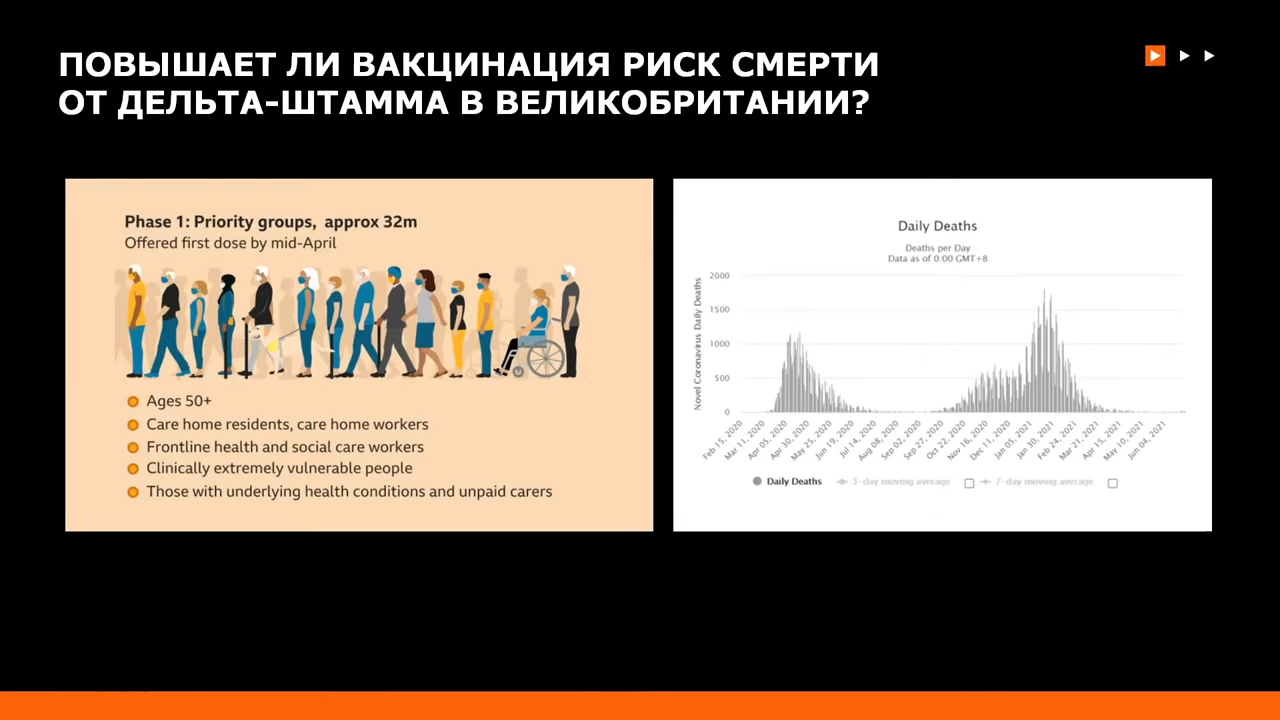 ПОВЫШАЕТ ЛИ ВАКЦИНАЦИЯ РИСК СМЕРТИ
ОТ ДЕЛЬТА-ШТАММА В ВЕЛИКОБРИТАНИИ?
Phase 1: Priority groups, approx 32m
Offered first dose by mid-April
Ages 50+
Care home residents, care home workers
Frontline health and social care workers
Clinically extremely vulnerable people
Those with underlying health conditions and unpaid carers
Daily Deaths
Deaths per Day
Data as of 0:00 GMT+8
Novel Coronavirus Daily Deaths
2000
1500
1000
500
0
Feb 15, 2020
Mar 11, 2020
Apr 05, 2020
Apr 30, 2020
May 25, 2020
Jun 19, 2020
Jul 14, 2020
Aug 08, 2020
Sep 02, 2020
Sep 27, 2020
Oct 22, 2020
Nov 16, 2020
Dec 11, 2020
Jan 05, 2021
Jan 30, 2021
Feb 24, 2021
Mar 21, 2021
Apr 15, 2021
May 10, 2021
Jun 04, 2021
Daily Deaths
3-day moving average
7-day moving average